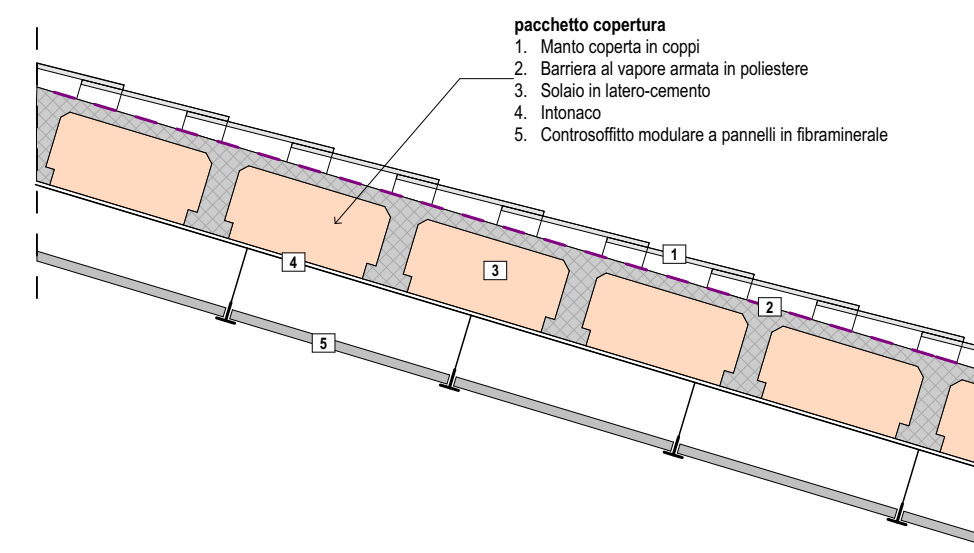 pacchetto copertura
1. Manto coperta in coppi
2. Barriera al vapore armata in poliestere
3. Solaio in latero-cemento
4. Intonaco
5. Controsoffitto modulare a pannelli in fibraminerale
1
2
3
4
5